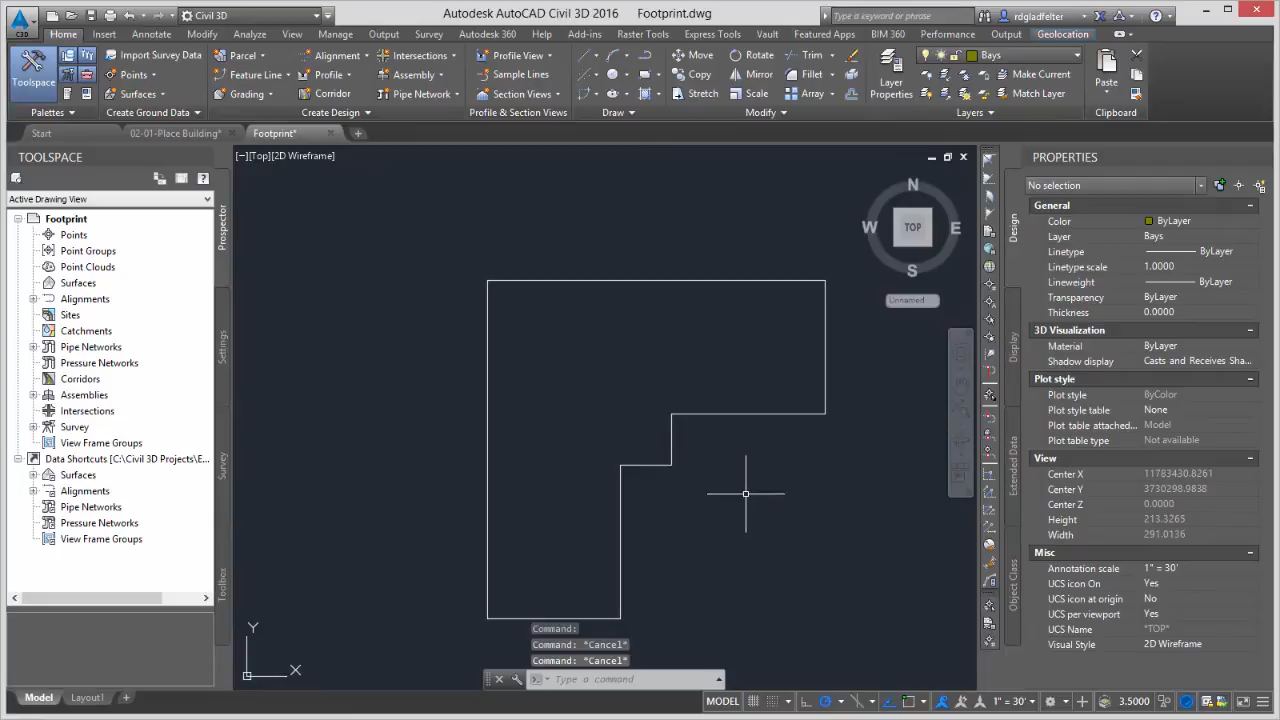 Civil 3D
Autodesk AutoCAD Civil 3D 2016 Footprint.dwg
Type a keyword or phrase
rdgladfelter
C3D
Home Insert Annotate Modify Analyze View Manage Output Survey Autodesk 360 Help Add-ins Raster Tools Express Tools Vault Featured Apps BIM 360 Performance Output Geolocation
Toolspace
Import Survey Data
Points
Surfaces
Parcel
Feature Line
Grading
Alignment
Profile
Corridor
Intersections
Assembly
Pipe Network
Profile View
Sample Lines
Section Views
Move
Copy
Stretch
Rotate
Mirror
Scale
Trim
Fillet
Array
Layer
Properties
Bays
Make Current
Match Layer
Paste
Palettes
Create Ground Data
Create Design
Profile & Section Views
Draw
Modify
Layers
Clipboard
Start
02-01-Place Building*
Footprint*
TOOLSPACE
Active Drawing View
Footprint
Points
Point Groups
Point Clouds
Surfaces
Alignments
Sites
Catchments
Pipe Networks
Pressure Networks
Corridors
Assemblies
Intersections
Survey
View Frame Groups
Data Shortcuts [C:\Civil 3D Projects\E...
Surfaces
Alignments
Pipe Networks
Pressure Networks
View Frame Groups
Prospector
Settings
Survey
Toolbox
[−][Top][2D Wireframe]
N
W
TOP
E
S
Unnamed
Y
X
Command:
Command: *Cancel*
Command: *Cancel*
Type a command
PROPERTIES
Design
Display
Extended Data
Object Class
No selection
General
Color ByLayer
Layer Bays
Linetype ByLayer
Linetype scale 1.0000
Lineweight ByLayer
Transparency ByLayer
Thickness 0.0000
3D Visualization
Material ByLayer
Shadow display Casts and Receives Sha...
Plot style
Plot style ByColor
Plot style table None
Plot table attached... Model
Plot table type Not available
View
Center X 11783430.8261
Center Y 3730298.9838
Center Z 0.0000
Height 213.3265
Width 291.0136
Misc
Annotation scale 1" = 30'
UCS icon On Yes
UCS icon at origin No
UCS per viewport Yes
UCS Name *TOP*
Visual Style 2D Wireframe
Model
Layout1
MODEL
1" = 30'
3.5000